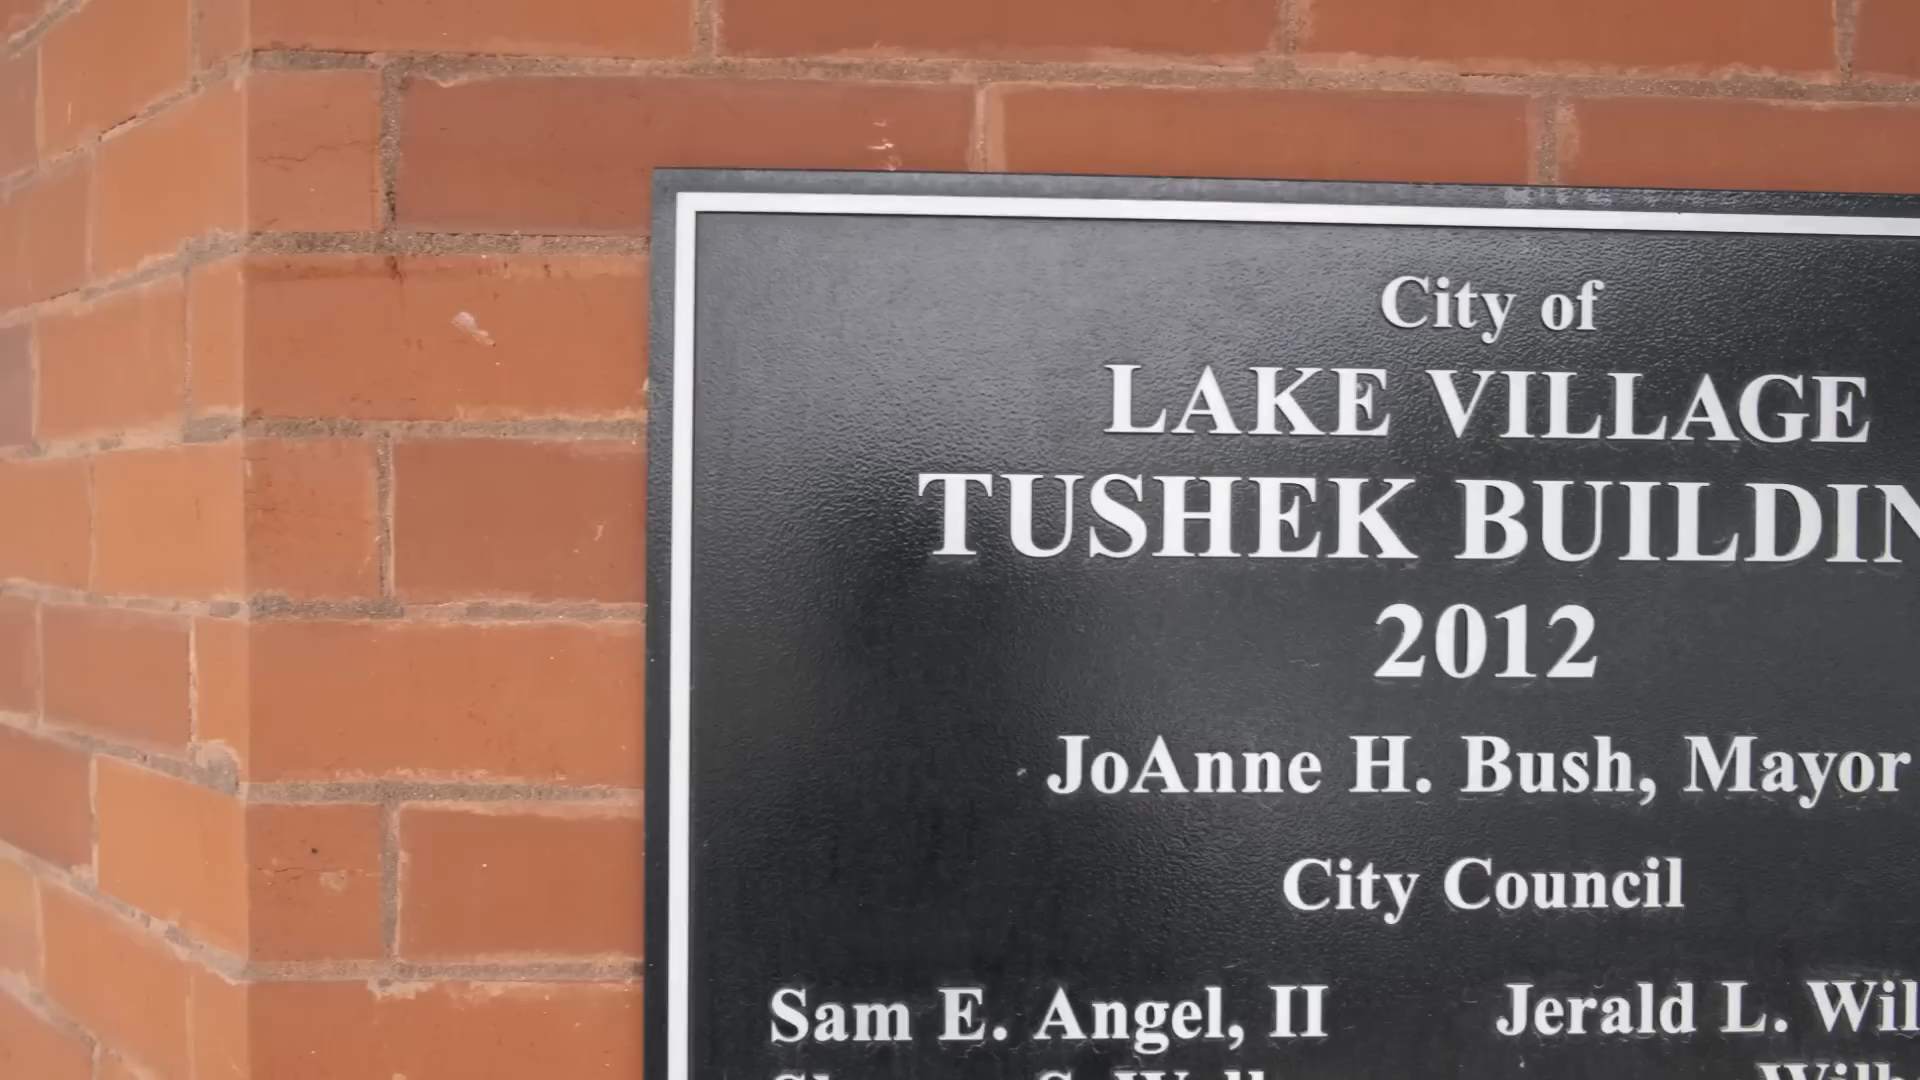 City of
LAKE VILLAGE
TUSHEK BUILDIN
2012
JoAnne H. Bush, Mayor
City Council
Sam E. Angel, II Jerald L. Wil